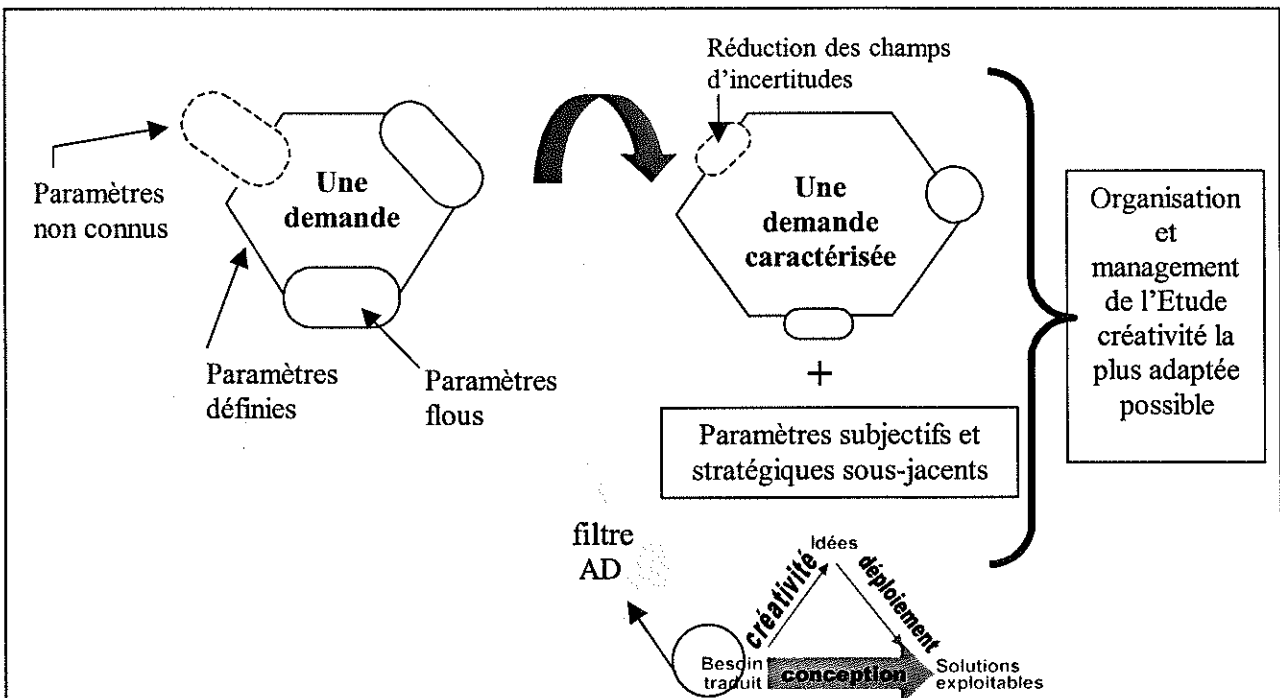 Réduction des champs
d'incertitudes
Paramètres
non connus
Une
demande
Une
demande
caractérisée
Organisation
et
management
de l'Etude
créativité la
plus adaptée
possible
Paramètres
définies
Paramètres
flous
+
Paramètres subjectifs et
stratégiques sous-jacents
filtre
AD
Idées
créativité
déploiement
Besoin
traduit
conception
Solutions
exploitables